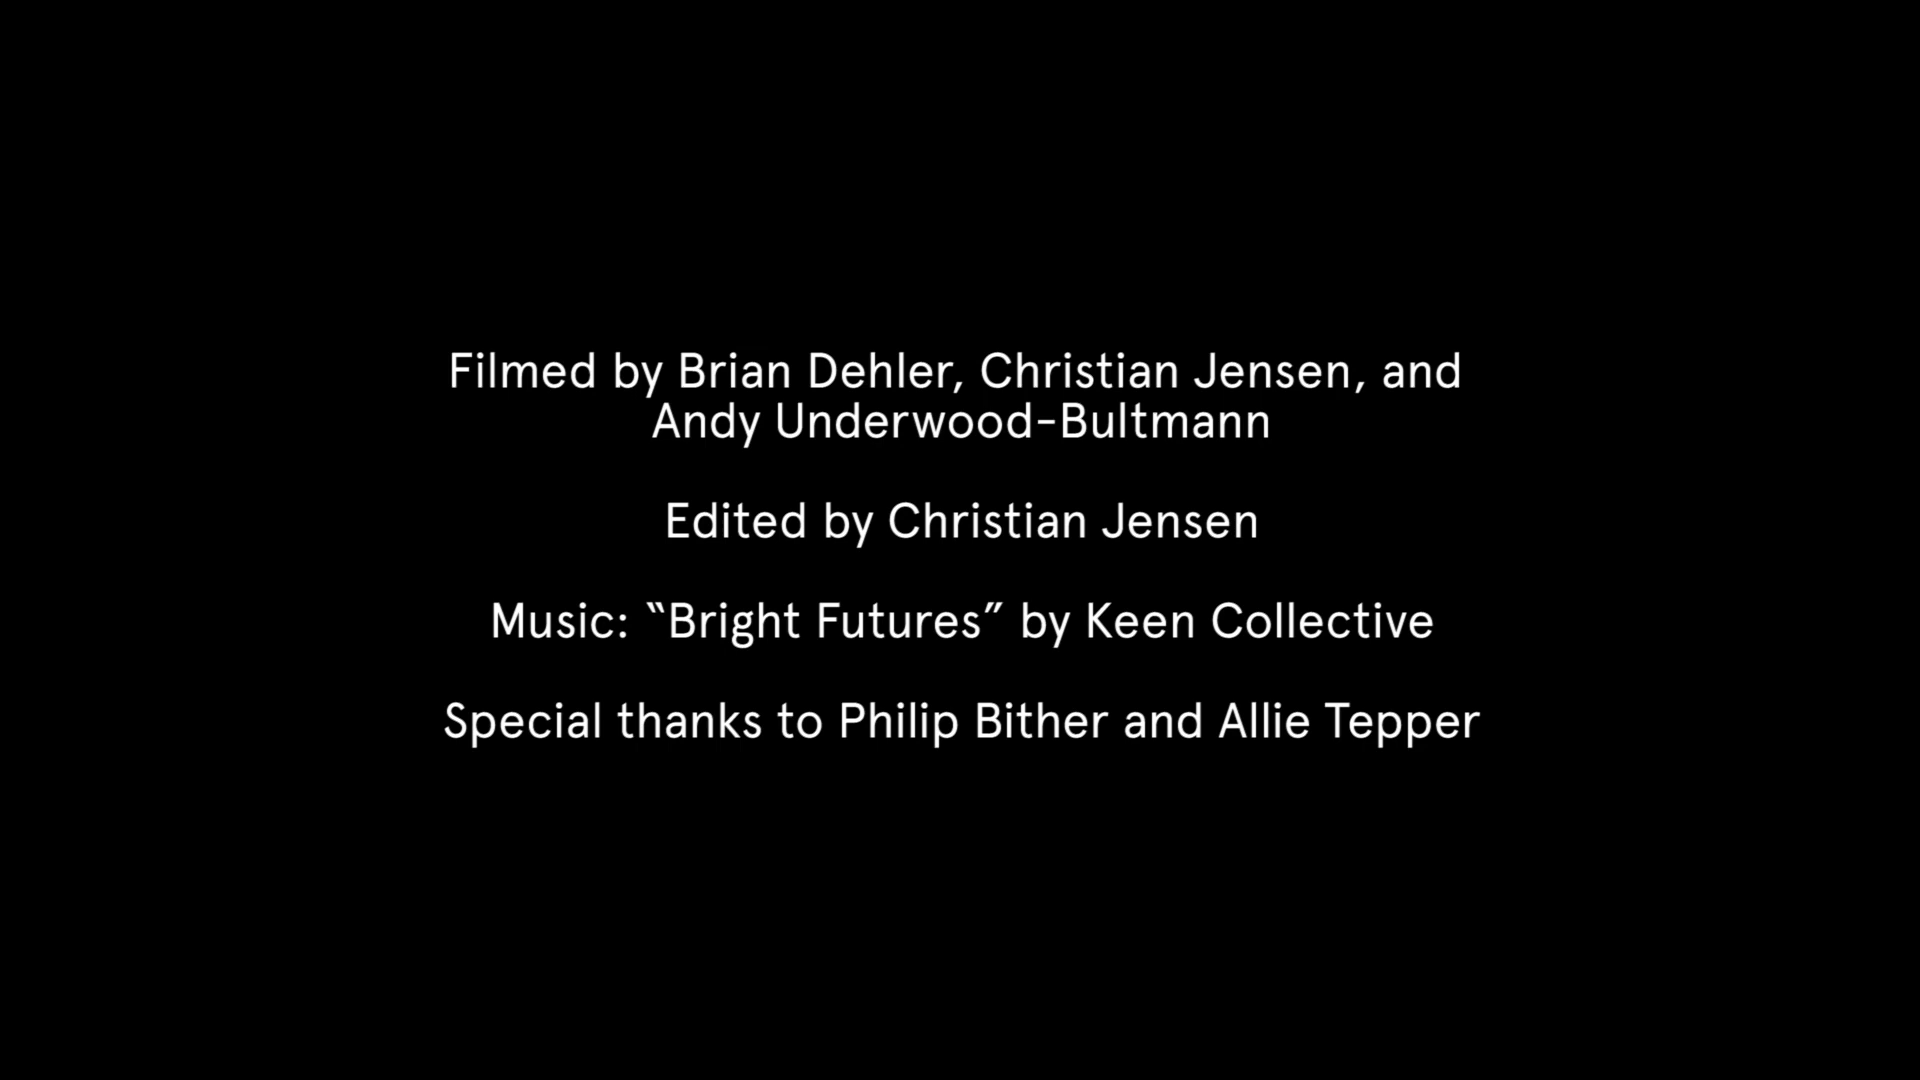 Filmed by Brian Dehler, Christian Jensen, and
Andy Underwood-Bultmann
Edited by Christian Jensen
Music: “Bright Futures” by Keen Collective
Special thanks to Philip Bither and Allie Tepper